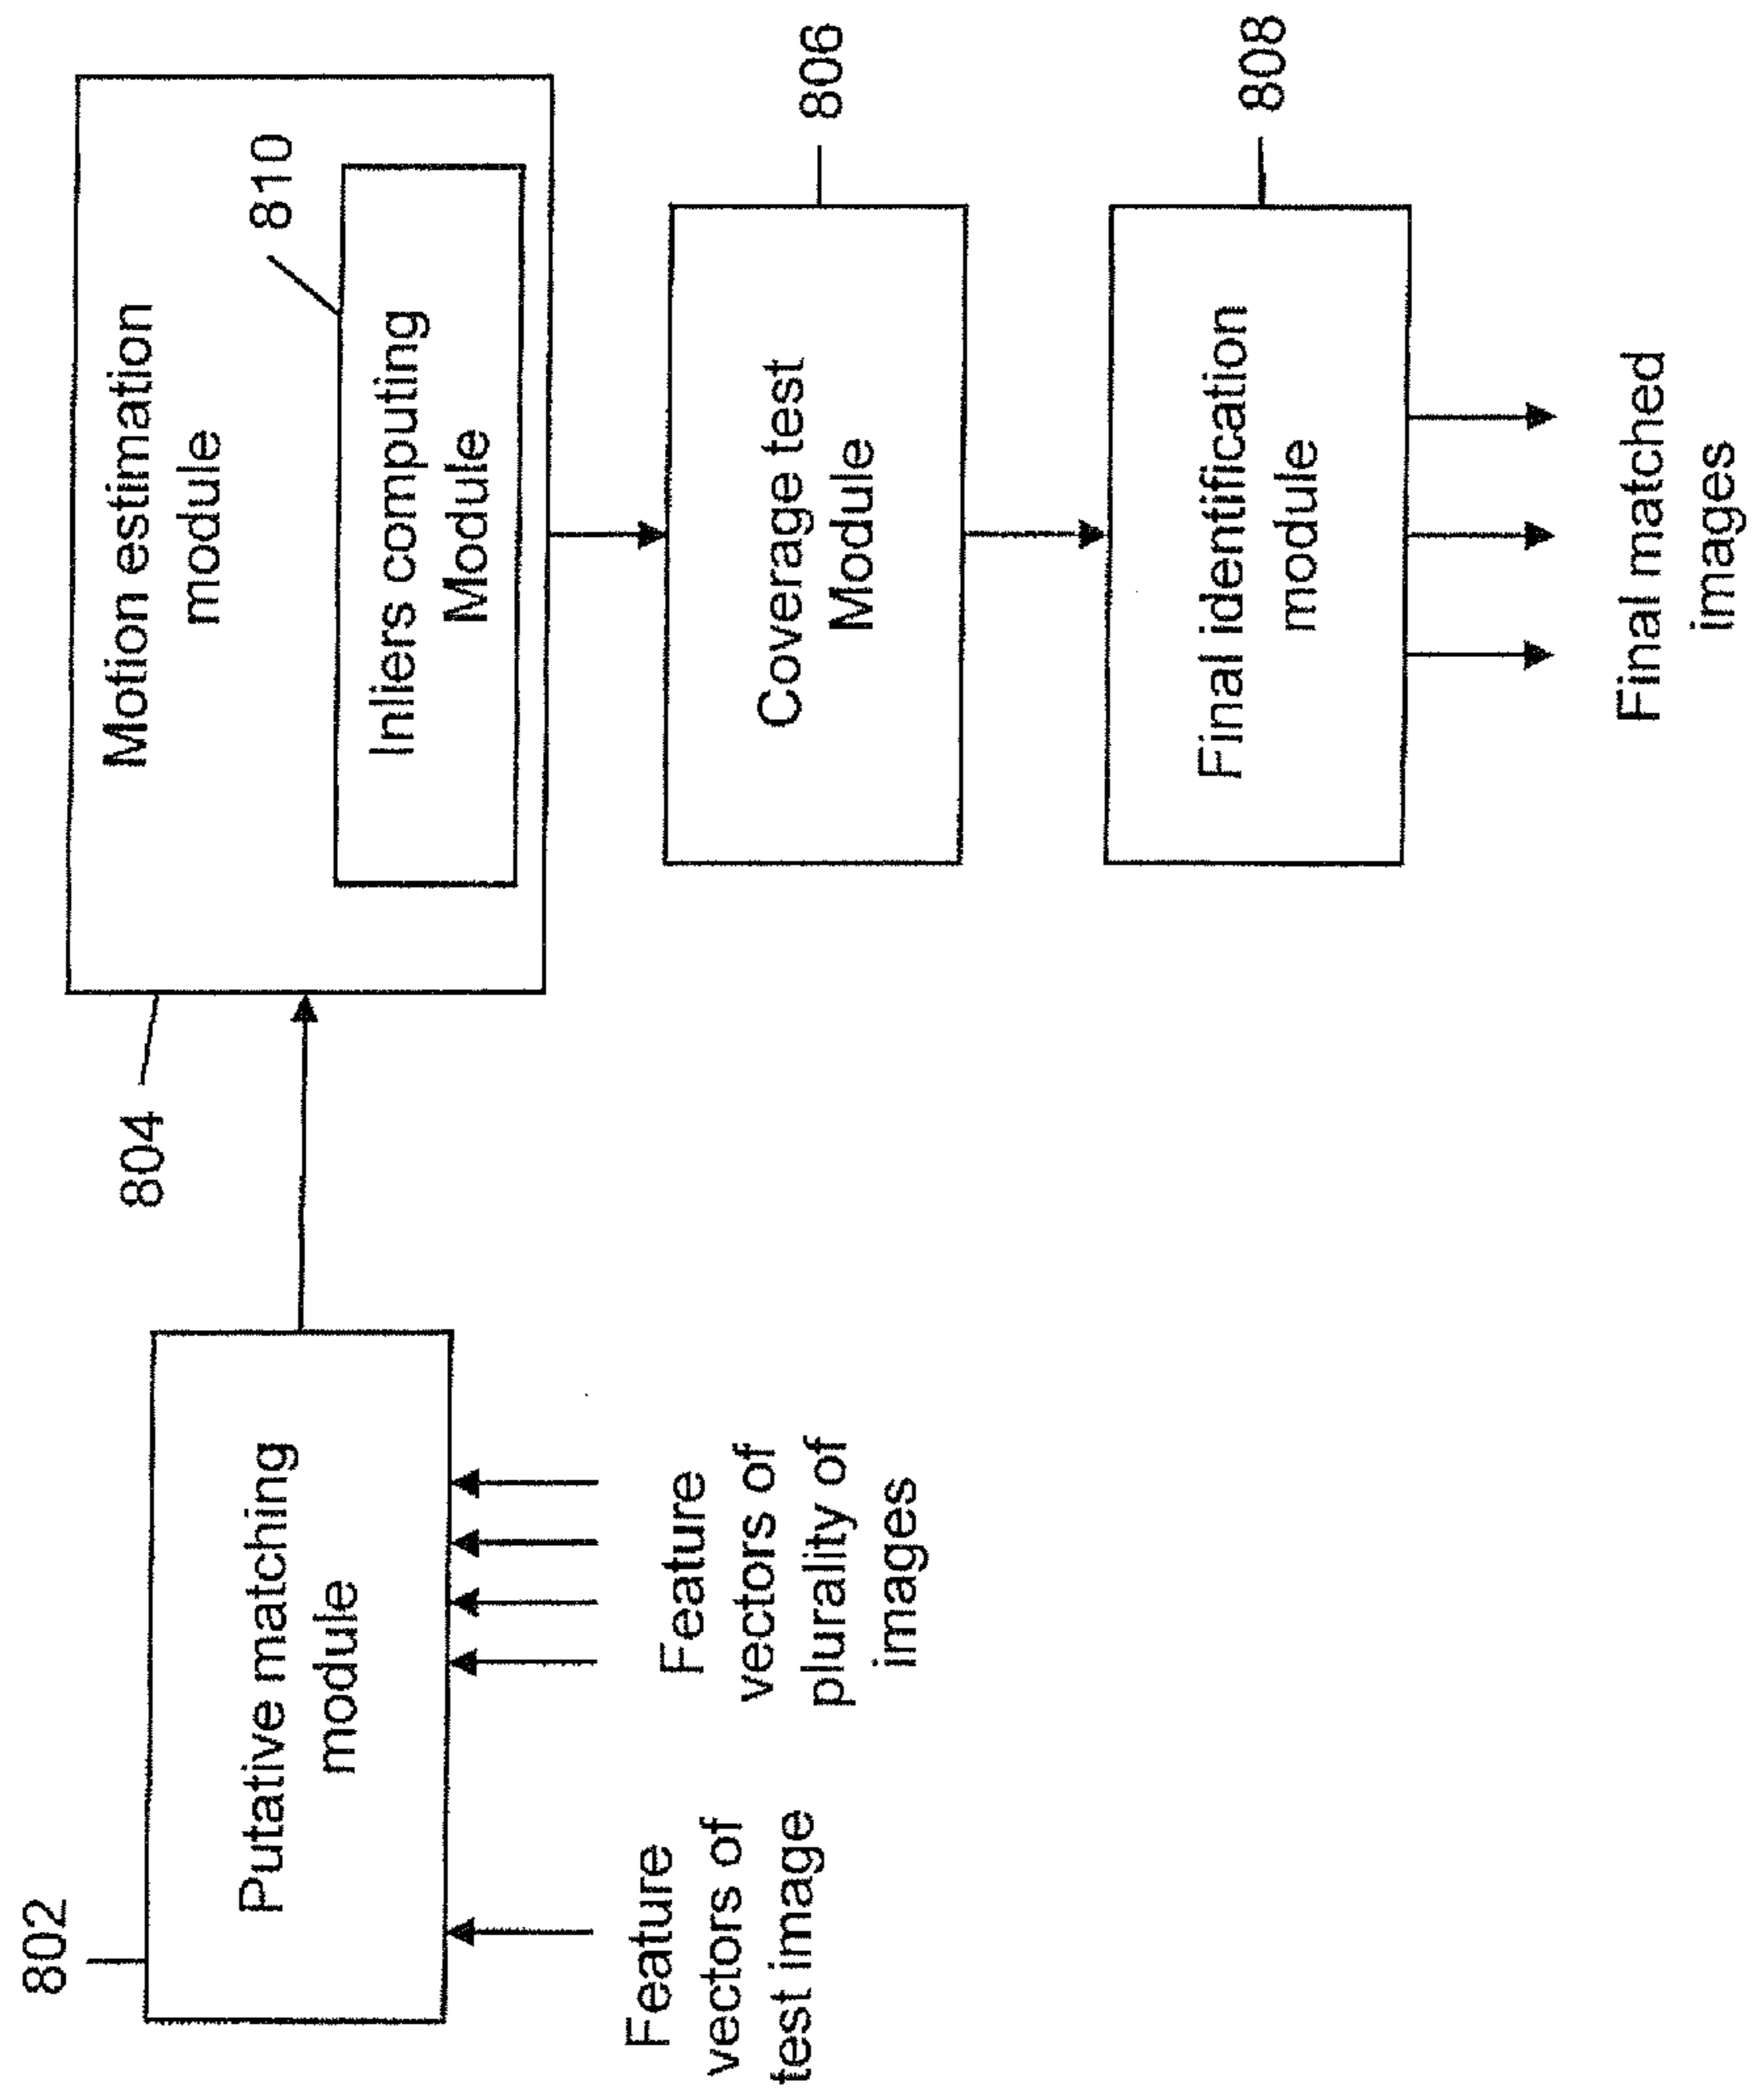 802
Putative matching
module
Feature
vectors of
test image
Feature
vectors of
plurality of
images
804
Motion estimation
module
810
Inliers computing
Module
Coverage test
Module
806
Final identification
module
808
Final matched
images